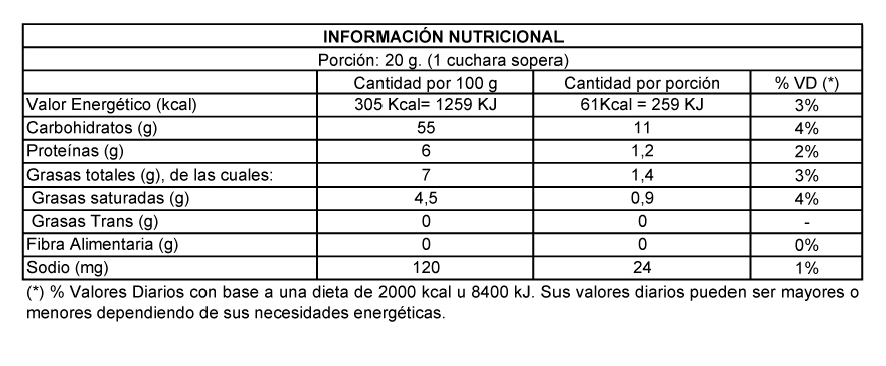 INFORMACIÓN NUTRICIONAL
Porción: 20 g. (1 cuchara sopera)
Cantidad por 100 g Cantidad por porción % VD (*)
Valor Energético (kcal) 305 Kcal= 1259 KJ 61Kcal = 259 KJ 3%
Carbohidratos (g) 55 11 4%
Proteínas (g) 6 1,2 2%
Grasas totales (g), de las cuales: 7 1,4 3%
Grasas saturadas (g) 4,5 0,9 4%
Grasas Trans (g) 0 0 -
Fibra Alimentaria (g) 0 0 0%
Sodio (mg) 120 24 1%
(*) % Valores Diarios con base a una dieta de 2000 kcal u 8400 kJ. Sus valores diarios pueden ser mayores o
menores dependiendo de sus necesidades energéticas.